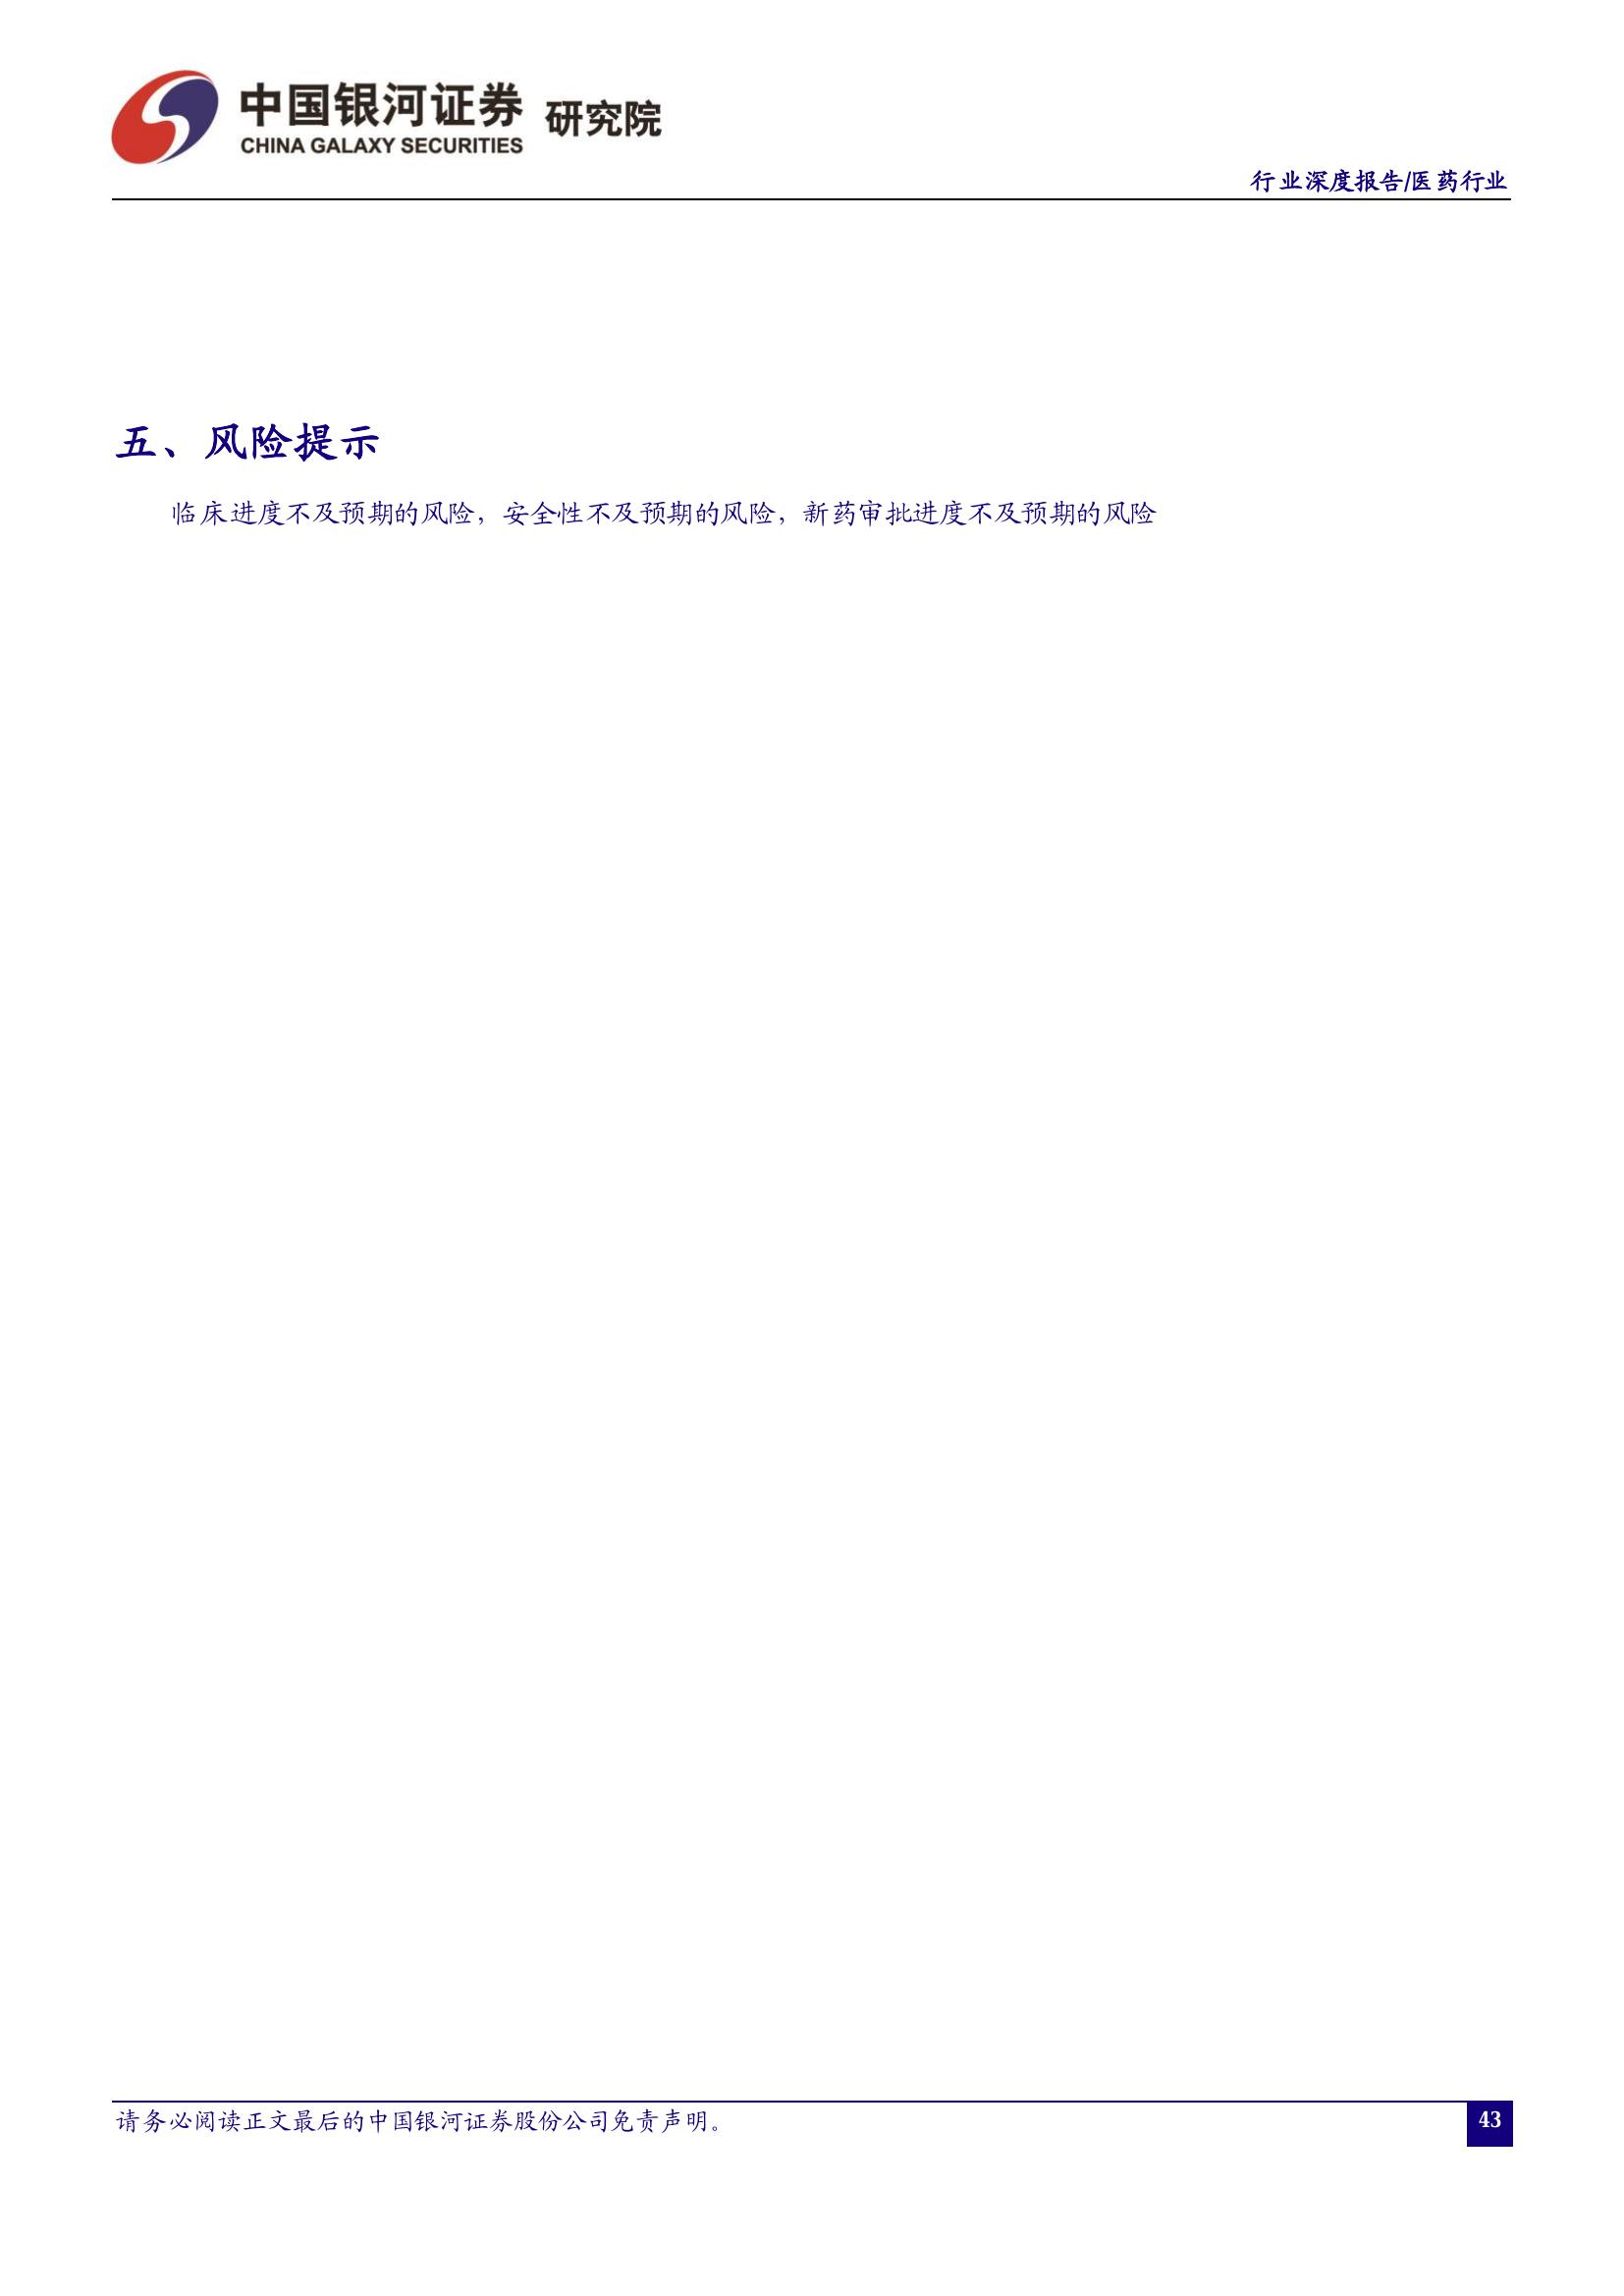 中国银河证券 研究院
CHINA GALAXY SECURITIES
行业深度报告/医药行业
五、风险提示
临床进度不及预期的风险，安全性不及预期的风险，新药审批进度不及预期的风险
请务必阅读正文最后的中国银河证券股份公司免责声明。
43